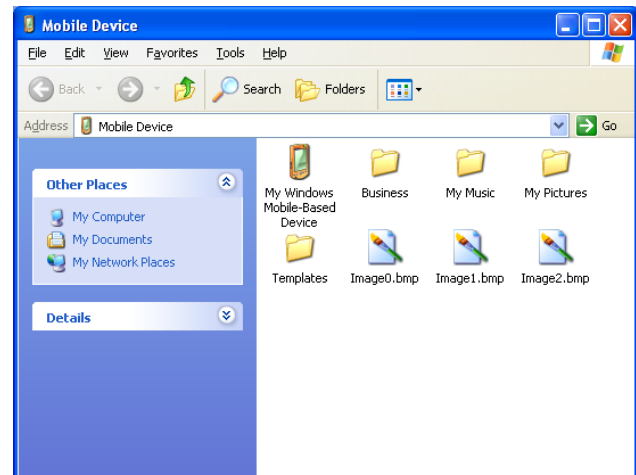 Mobile Device
File Edit View Favorites Tools Help
Back Search Folders
Address Mobile Device Go
Other Places
My Computer
My Documents
My Network Places
Details
My Windows Mobile-Based Device
Business
My Music
My Pictures
Templates
Image0.bmp
Image1.bmp
Image2.bmp